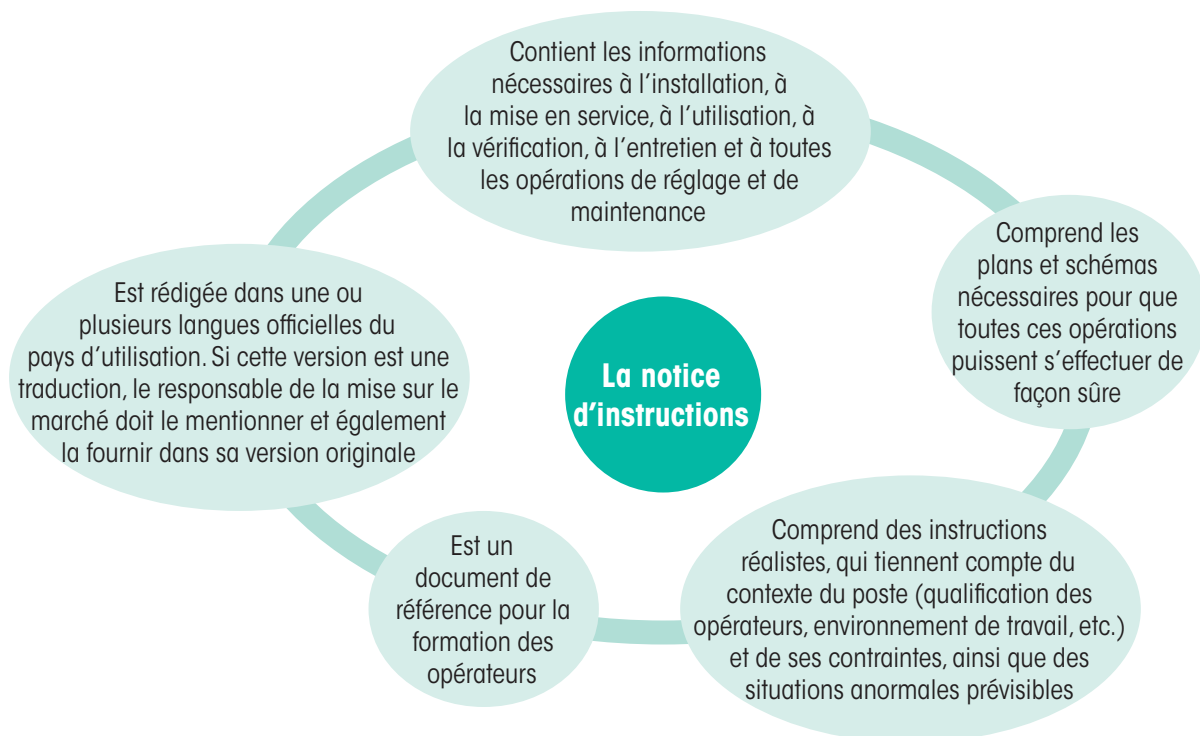 Contient les informations
nécessaires à l’installation, à
la mise en service, à l’utilisation, à
la vérification, à l’entretien et à toutes
les opérations de réglage et de
maintenance
Comprend les
plans et schémas
nécessaires pour que
toutes ces opérations
puissent s’effectuer de
façon sûre
Comprend des instructions
réalistes, qui tiennent compte du
contexte du poste (qualification des
opérateurs, environnement de travail, etc.)
et de ses contraintes, ainsi que des
situations anormales prévisibles
Est un
document de
référence pour la
formation des
opérateurs
Est rédigée dans une ou
plusieurs langues officielles du
pays d’utilisation. Si cette version est une
traduction, le responsable de la mise sur le
marché doit le mentionner et également
la fournir dans sa version originale
La notice
d’instructions